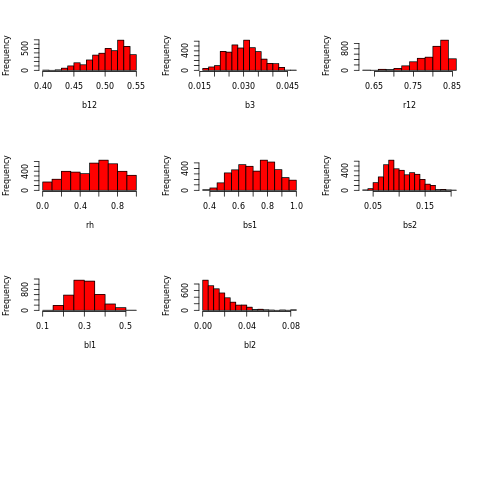 Frequency
0 500
0.40 0.45 0.50 0.55
b12
Frequency
0 400
0.015 0.030 0.045
b3
Frequency
0 400 800
0.65 0.75 0.85
r12
Frequency
0 400
0.0 0.4 0.8
rh
Frequency
0 400
0.4 0.6 0.8 1.0
bs1
Frequency
0 400
0.05 0.15
bs2
Frequency
0 400 800
0.1 0.3 0.5
bl1
Frequency
0 600
0.00 0.04 0.08
bl2